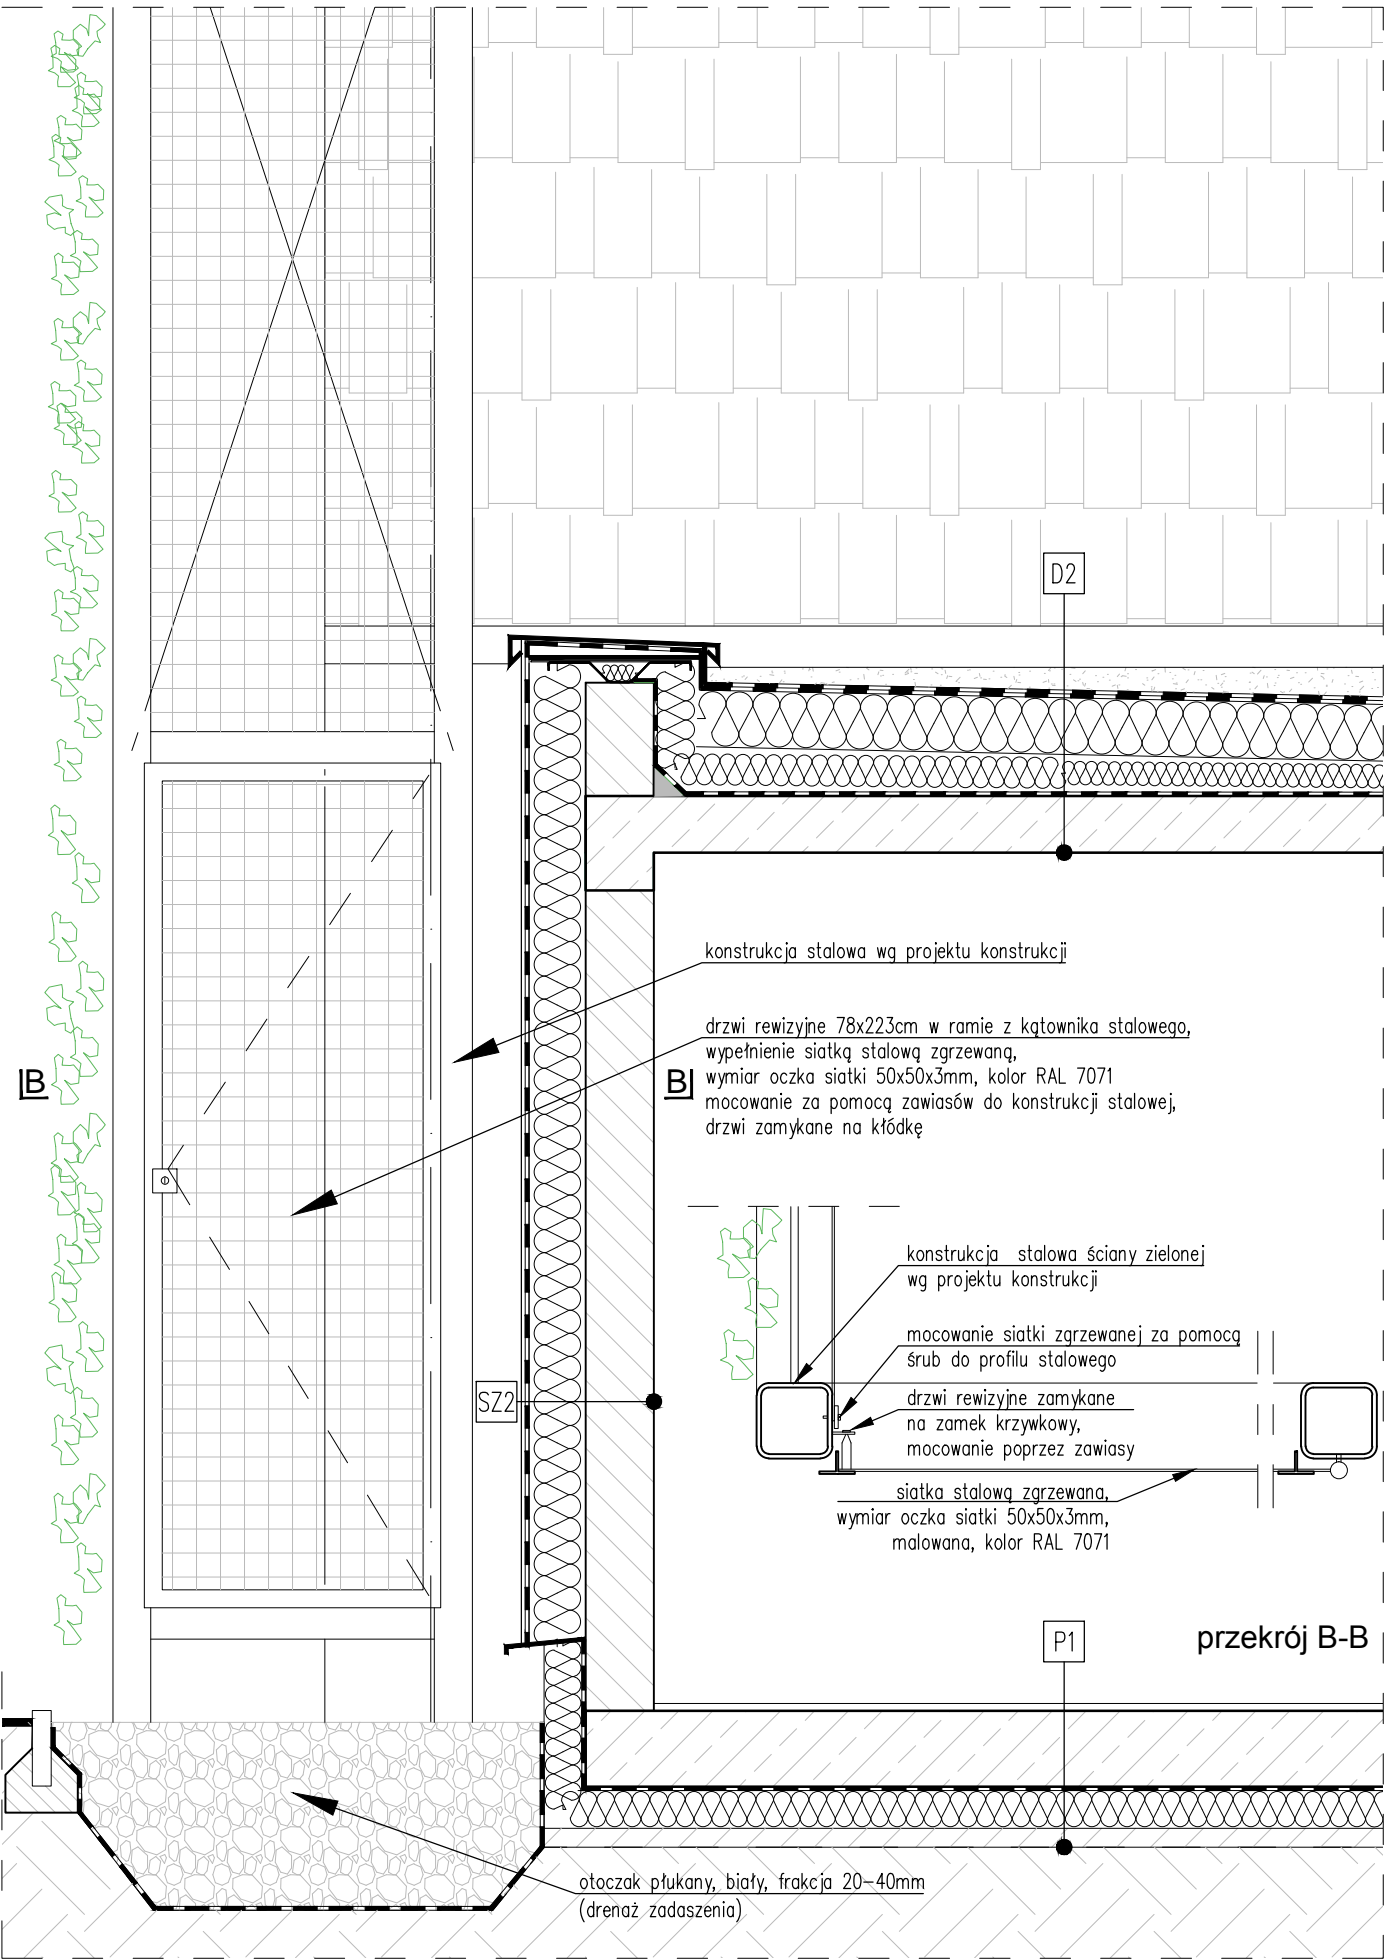 D2
konstrukcja stalowa wg projektu konstrukcji
drzwi rewizyjne 78x223cm w ramie z kątownika stalowego,
wypełnienie siatką stalową zgrzewaną,
wymiar oczka siatki 50x50x3mm, kolor RAL 7071
mocowanie za pomocą zawiasów do konstrukcji stalowej,
drzwi zamykane na kłódkę
B
B
konstrukcja stalowa ściany zielonej
wg projektu konstrukcji
mocowanie siatki zgrzewanej za pomocą
śrub do profilu stalowego
drzwi rewizyjne zamykane
na zamek krzywkowy,
mocowanie poprzez zawiasy
SZ2
siatka stalową zgrzewana,
wymiar oczka siatki 50x50x3mm,
malowana, kolor RAL 7071
P1
przekrój B-B
otoczak płukany, biały, frakcja 20-40mm
(drenaż zadaszenia)